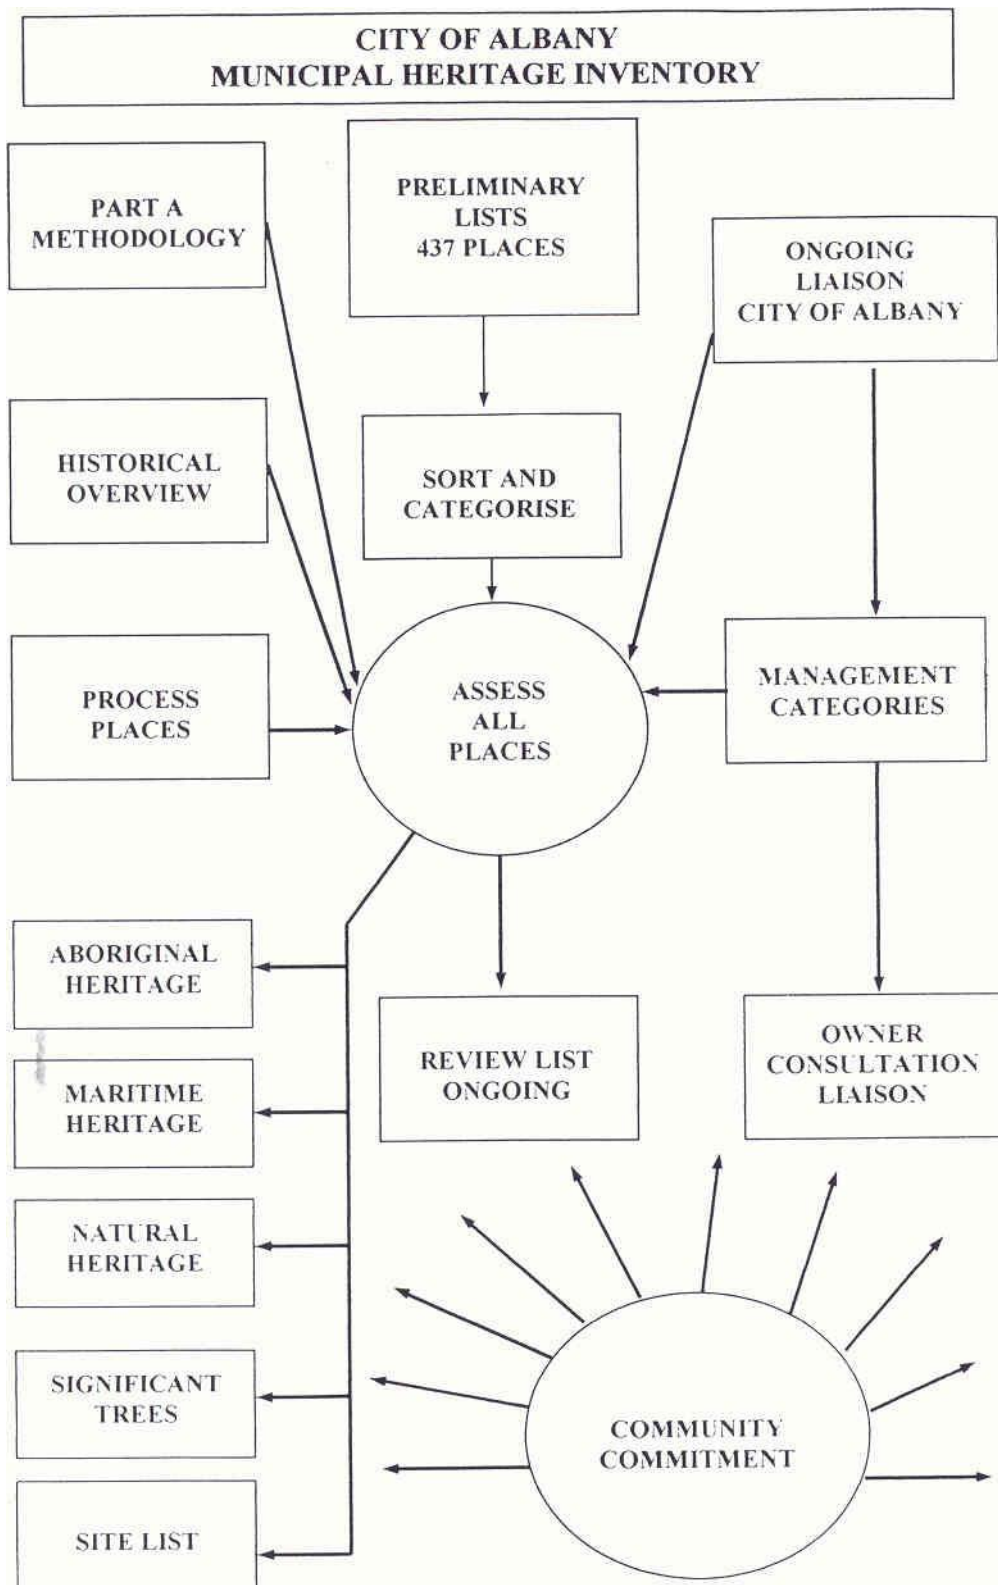 CITY OF ALBANY
MUNICIPAL HERITAGE INVENTORY
PART A
METHODOLOGY
PRELIMINARY
LISTS
437 PLACES
ONGOING
LIAISON
CITY OF ALBANY
HISTORICAL
OVERVIEW
SORT AND
CATEGORISE
PROCESS
PLACES
ASSESS
ALL
PLACES
MANAGEMENT
CATEGORIES
ABORIGINAL
HERITAGE
MARITIME
HERITAGE
NATURAL
HERITAGE
SIGNIFICANT
TREES
SITE LIST
REVIEW LIST
ONGOING
OWNER
CONSULTATION
LIAISON
COMMUNITY
COMMITMENT